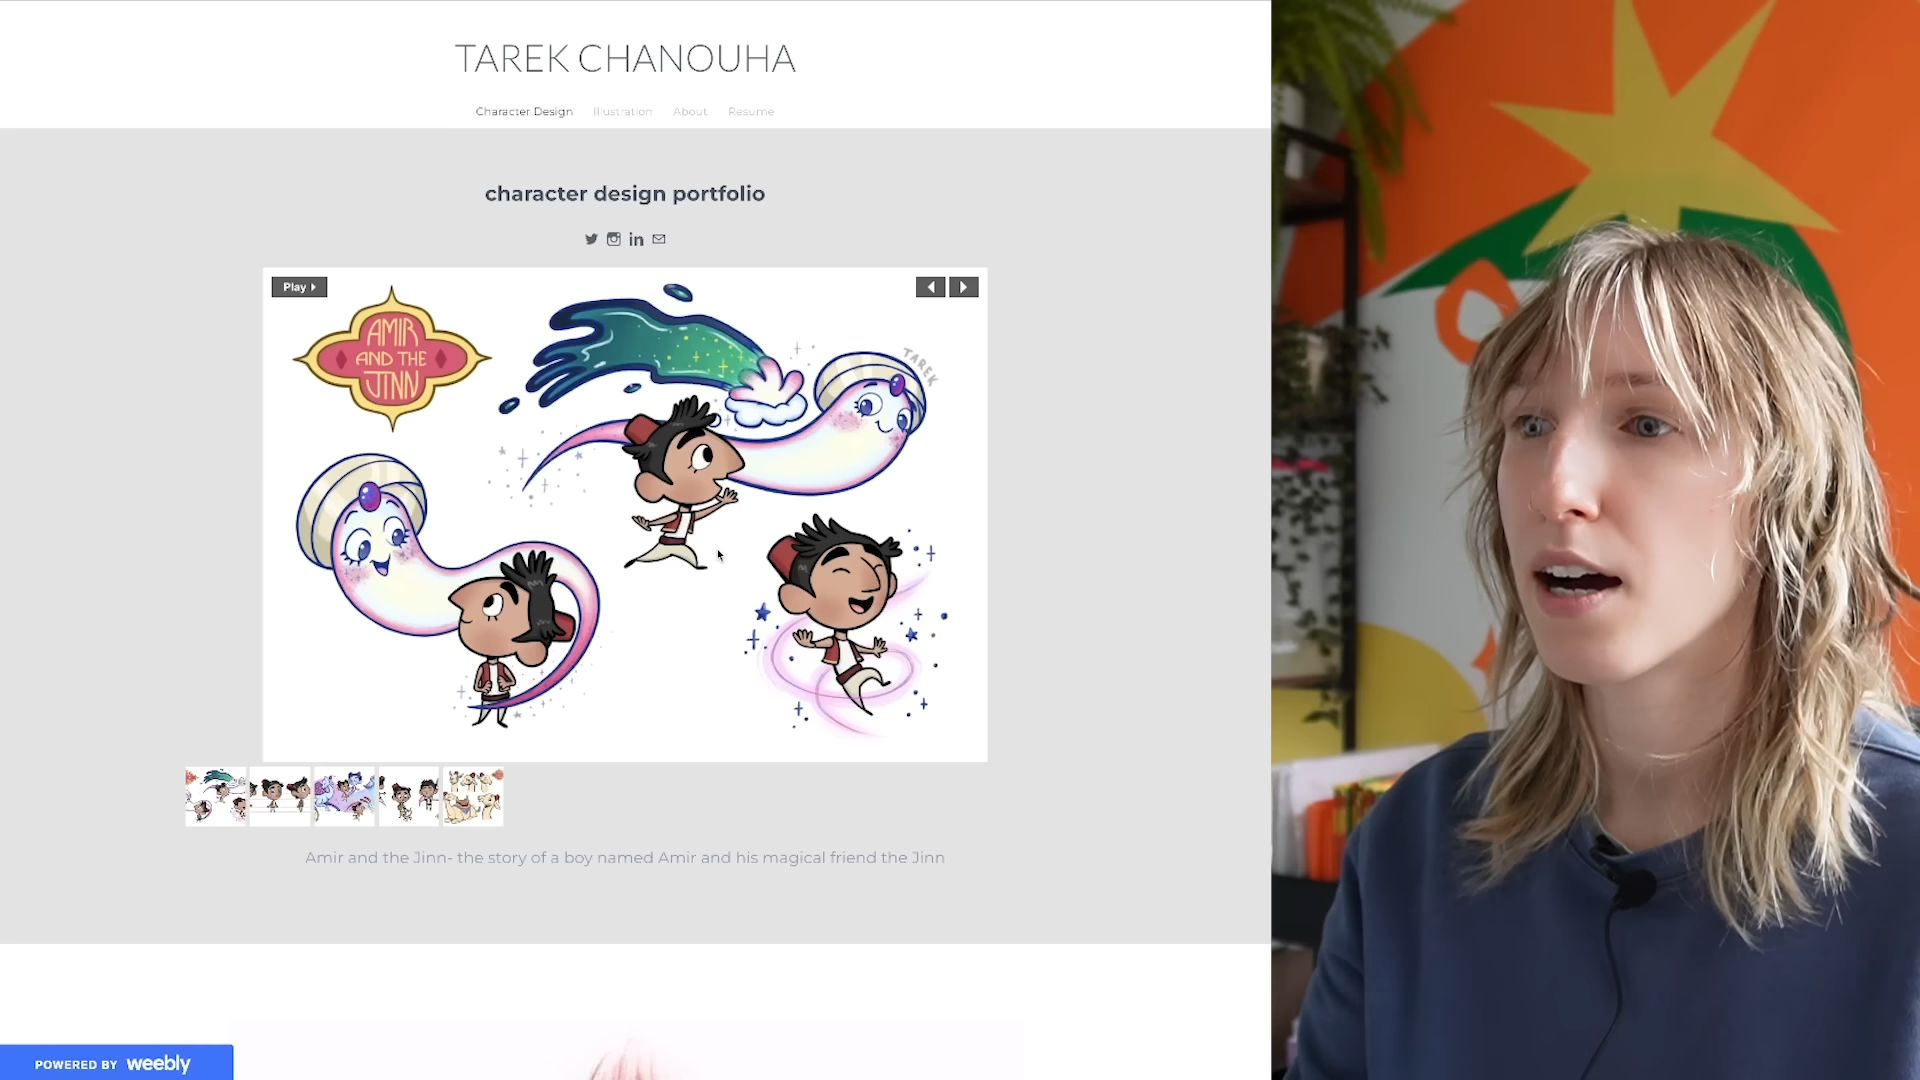 TAREK CHANOUHA
Character Design Illustration About Resume
character design portfolio
Play
AMIR
AND THE
JINN
TAREK
Amir and the Jinn- the story of a boy named Amir and his magical friend the Jinn
POWERED BY weebly